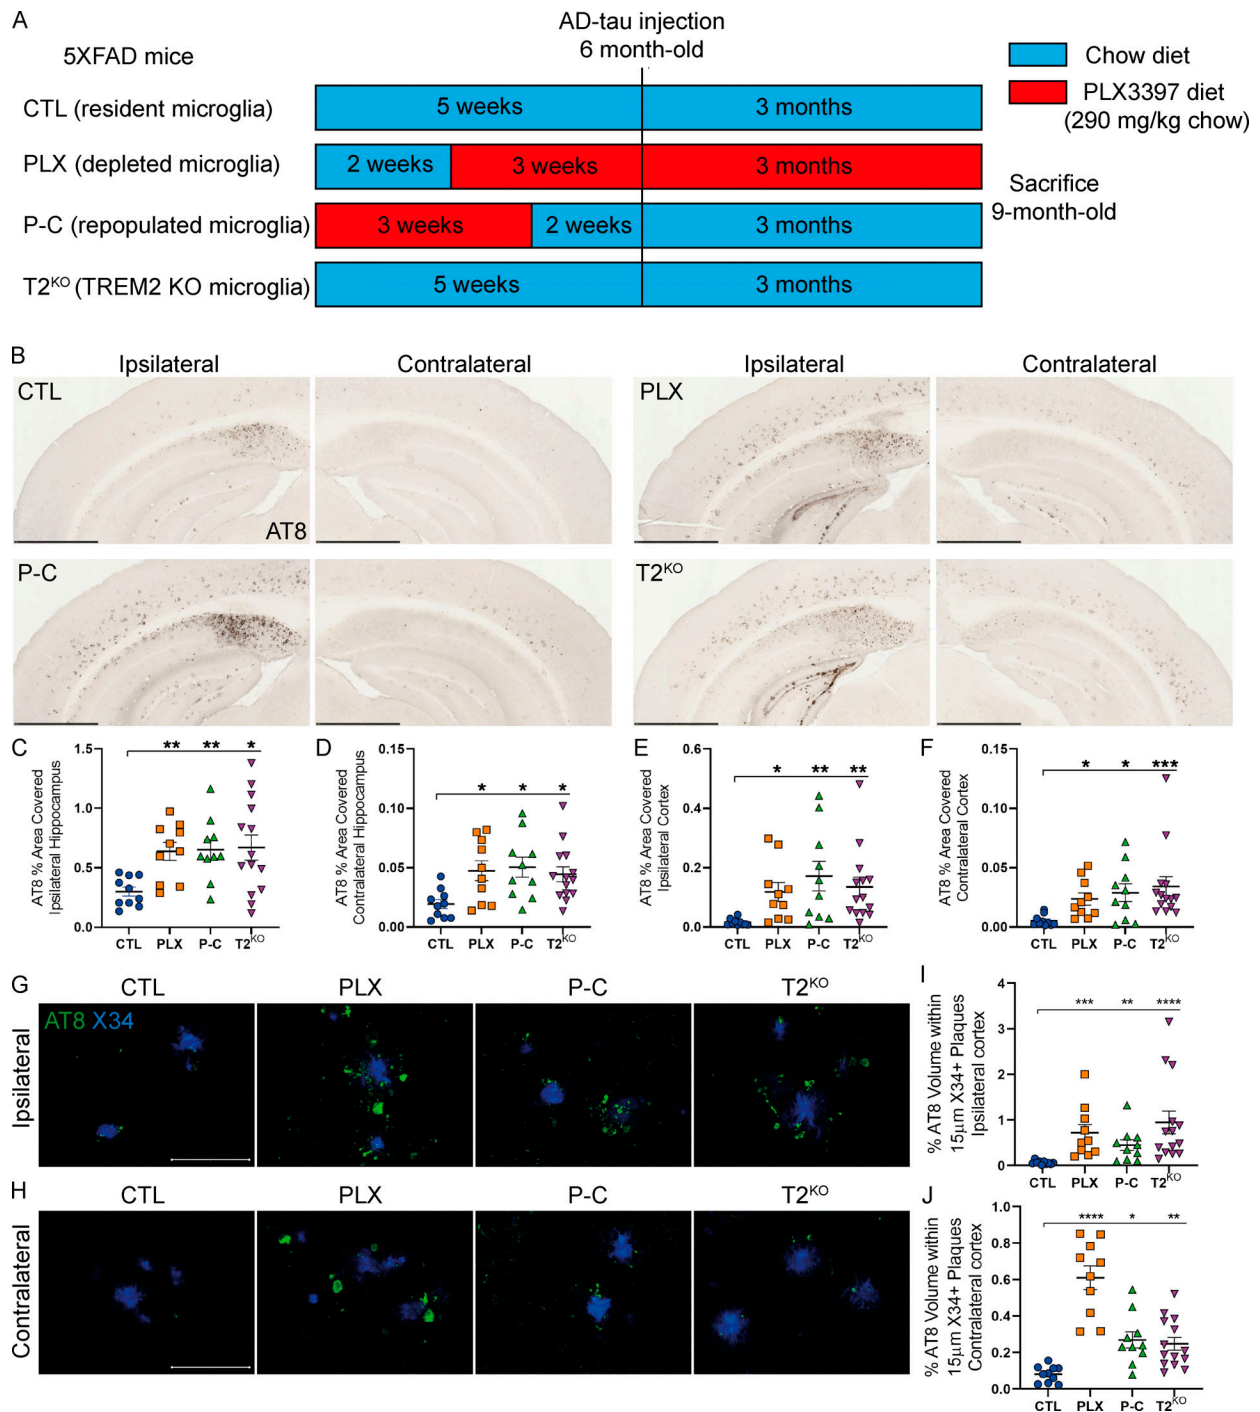 A
AD-tau injection
6 month-old
5XFAD mice
Chow diet
PLX3397 diet
(290 mg/kg chow)
CTL (resident microglia)
5 weeks
3 months
PLX (depleted microglia)
2 weeks
3 weeks
3 months
Sacrifice
9-month-old
P-C (repopulated microglia)
3 weeks
2 weeks
3 months
T2KO (TREM2 KO microglia)
5 weeks
3 months
B
Ipsilateral
Contralateral
Ipsilateral
Contralateral
CTL
AT8
PLX
P-C
T2KO
C
AT8 % Area Covered
Ipsilateral Hippocampus
1.5
1.0
0.5
0.0
** ** *
CTL PLX P-C T2KO
D
AT8 % Area Covered
Contralateral Hippocampus
0.15
0.10
0.05
0.00
* * *
CTL PLX P-C T2KO
E
AT8 % Area Covered
Ipsilateral Cortex
0.6
0.4
0.2
0.0
* ** **
CTL PLX P-C T2KO
F
AT8 % Area Covered
Contralateral Cortex
0.15
0.10
0.05
0.00
* * ***
CTL PLX P-C T2KO
G
CTL
PLX
P-C
T2KO
Ipsilateral
AT8 X34
H
CTL
PLX
P-C
T2KO
Contralateral
I
% AT8 Volume within
15μm X34+ Plaques
Ipsilateral cortex
4
3
2
1
0
*** ** ****
CTL PLX P-C T2KO
J
% AT8 Volume within
15μm X34+ Plaques
Contralateral cortex
1.0
0.8
0.6
0.4
0.2
0.0
**** * **
CTL PLX P-C T2KO